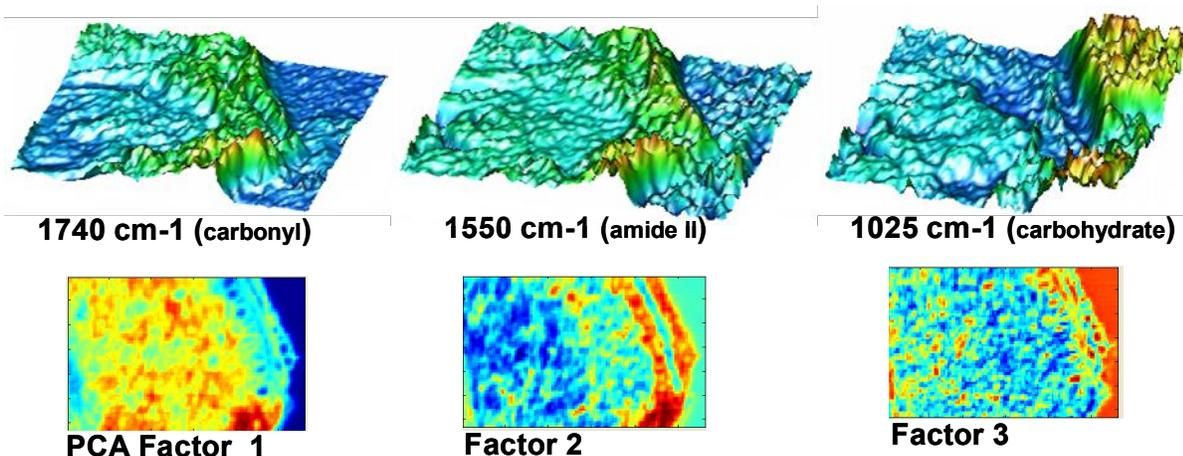 1740 cm-1 (carbonyl)
1550 cm-1 (amide II)
1025 cm-1 (carbohydrate)
PCA Factor 1
Factor 2
Factor 3